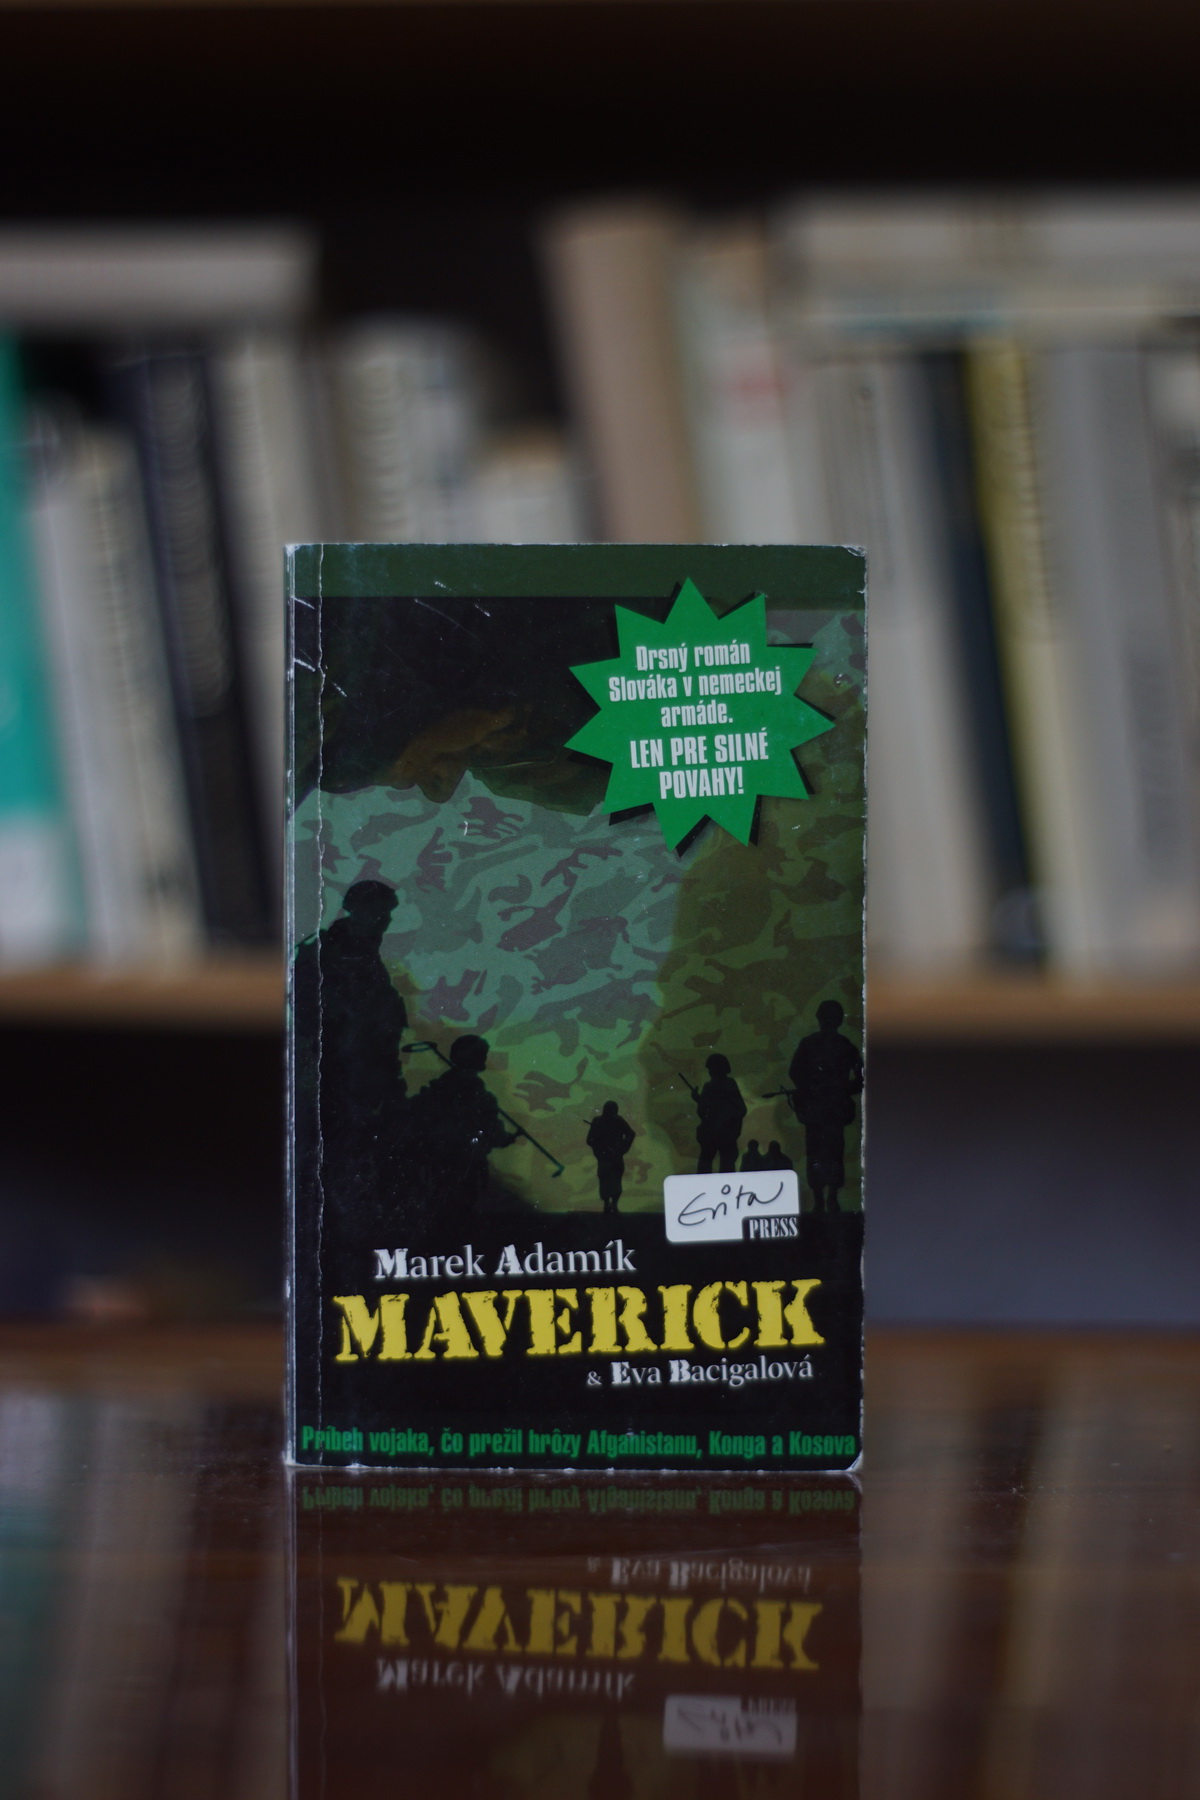 Drsný román
Slováka v nemeckej
armáde.
LEN PRE SILNÉ
POVAHY!
Evita
PRESS
Marek Adamík
MAVERICK
& Eva Bacigalová
Príbeh vojaka, čo prežil hrôzy Afganistanu, Konga a Kosova